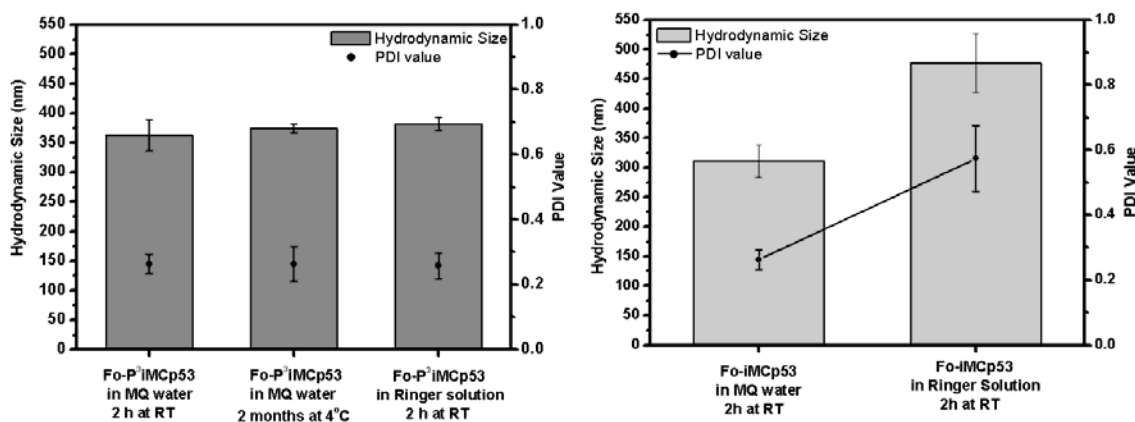 Hydrodynamic Size (nm)
550
500
450
400
350
300
250
200
150
100
50
0
Hydrodynamic Size
PDI value
1.0
0.8
0.6
0.4
0.2
0.0
PDI Value
Fo-P³iMCp53
in MQ water
2 h at RT
Fo-P³iMCp53
in MQ water
2 months at 4°C
Fo-P³iMCp53
in Ringer solution
2 h at RT
Hydrodynamic Size (nm)
550
500
450
400
350
300
250
200
150
100
50
0
Hydrodynamic Size
PDI value
1.0
0.8
0.6
0.4
0.2
0.0
PDI Value
Fo-iMCp53
in MQ water
2h at RT
Fo-iMCp53
in Ringer Solution
2h at RT